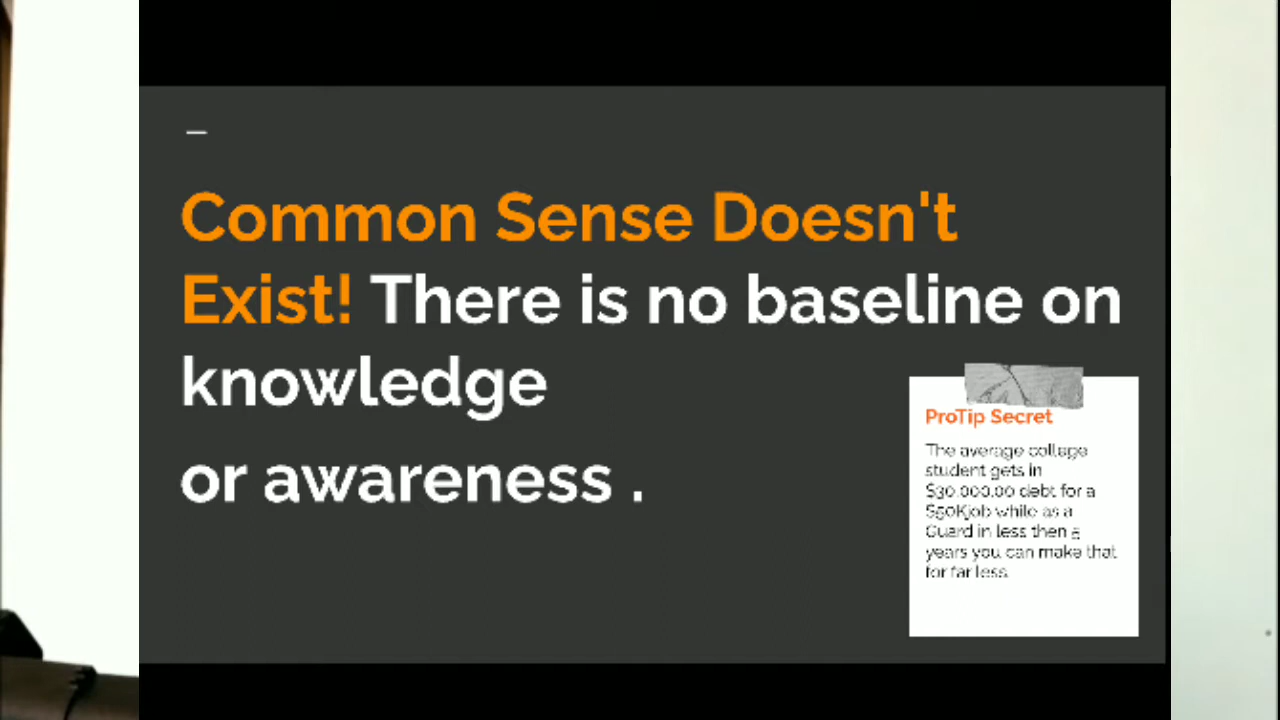 Common Sense Doesn't
Exist! There is no baseline on
knowledge
or awareness .
ProTip Secret
The average collage
student gets in
$30,000.00 debt for a
$50Kjob while as a
Guard in less then 5
years you can make that
for far less.